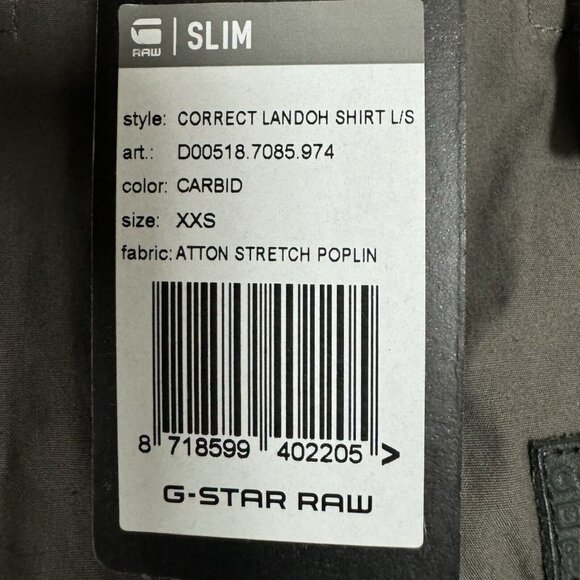 G RAW | SLIM
style: CORRECT LANDOH SHIRT L/S
art.: D00518.7085.974
color: CARBID
size: XXS
fabric: ATTON STRETCH POPLIN
8 718599 402205 >
G-STAR RAW